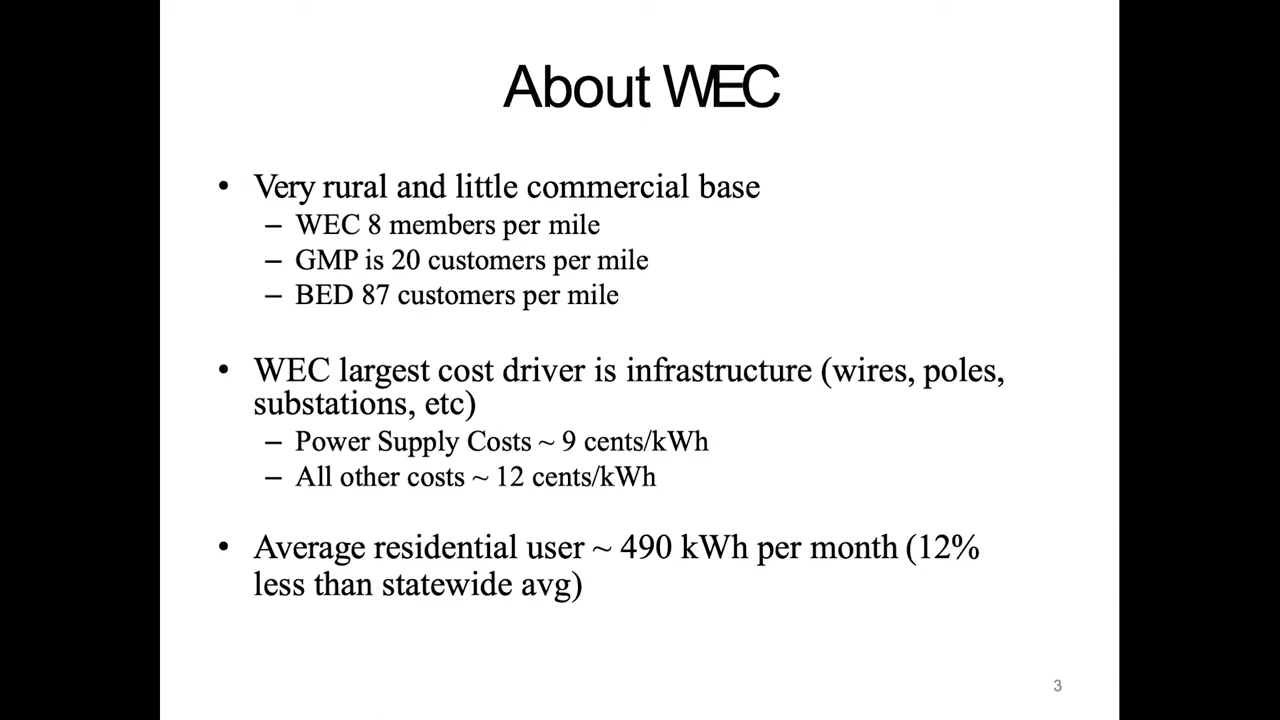 About WEC
• Very rural and little commercial base
– WEC 8 members per mile
– GMP is 20 customers per mile
– BED 87 customers per mile
• WEC largest cost driver is infrastructure (wires, poles,
substations, etc)
– Power Supply Costs ~ 9 cents/kWh
– All other costs ~ 12 cents/kWh
• Average residential user ~ 490 kWh per month (12%
less than statewide avg)
3